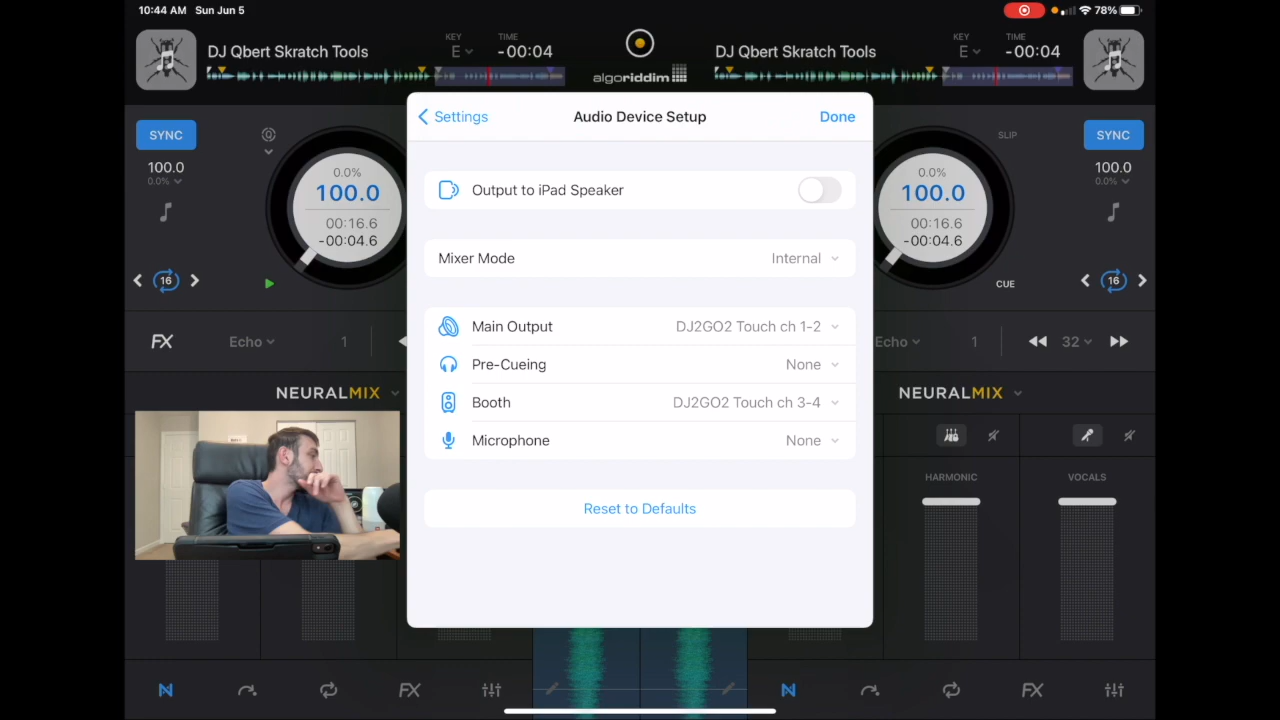 10:44 AM Sun Jun 5
78%
DJ Qbert Skratch Tools
KEY
E
TIME
-00:04
algoriddim
DJ Qbert Skratch Tools
KEY
E
TIME
-00:04
SYNC
100.0
0.0%
0.0%
100.0
00:16.6
-00:04.6
16
Settings
Audio Device Setup
Done
Output to iPad Speaker
Mixer Mode
Internal
Main Output
DJ2GO2 Touch ch 1-2
Pre-Cueing
None
Booth
DJ2GO2 Touch ch 3-4
Microphone
None
Reset to Defaults
0.0%
100.0
00:16.6
-00:04.6
SLIP
CUE
SYNC
100.0
0.0%
16
FX
Echo
1
Echo
1
32
NEURALMIX
NEURALMIX
HARMONIC
VOCALS
FX
FX